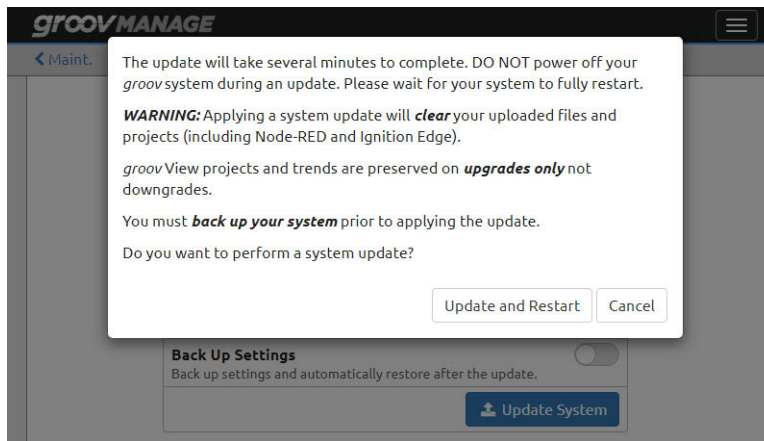 groov MANAGE
Maint.
The update will take several minutes to complete. DO NOT power off your
groov system during an update. Please wait for your system to fully restart.
WARNING: Applying a system update will clear your uploaded files and
projects (including Node-RED and Ignition Edge).
groov View projects and trends are preserved on upgrades only not
downgrades.
You must back up your system prior to applying the update.
Do you want to perform a system update?
Update and Restart
Cancel
Back Up Settings
Back up settings and automatically restore after the update.
Update System